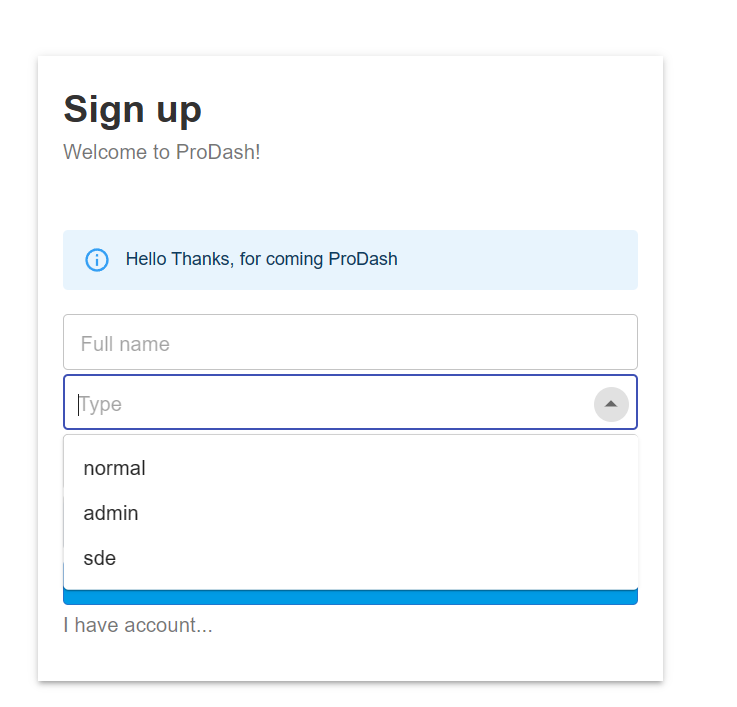 Sign up
Welcome to ProDash!
Hello Thanks, for coming ProDash
Full name
Type
normal
admin
sde
I have account...